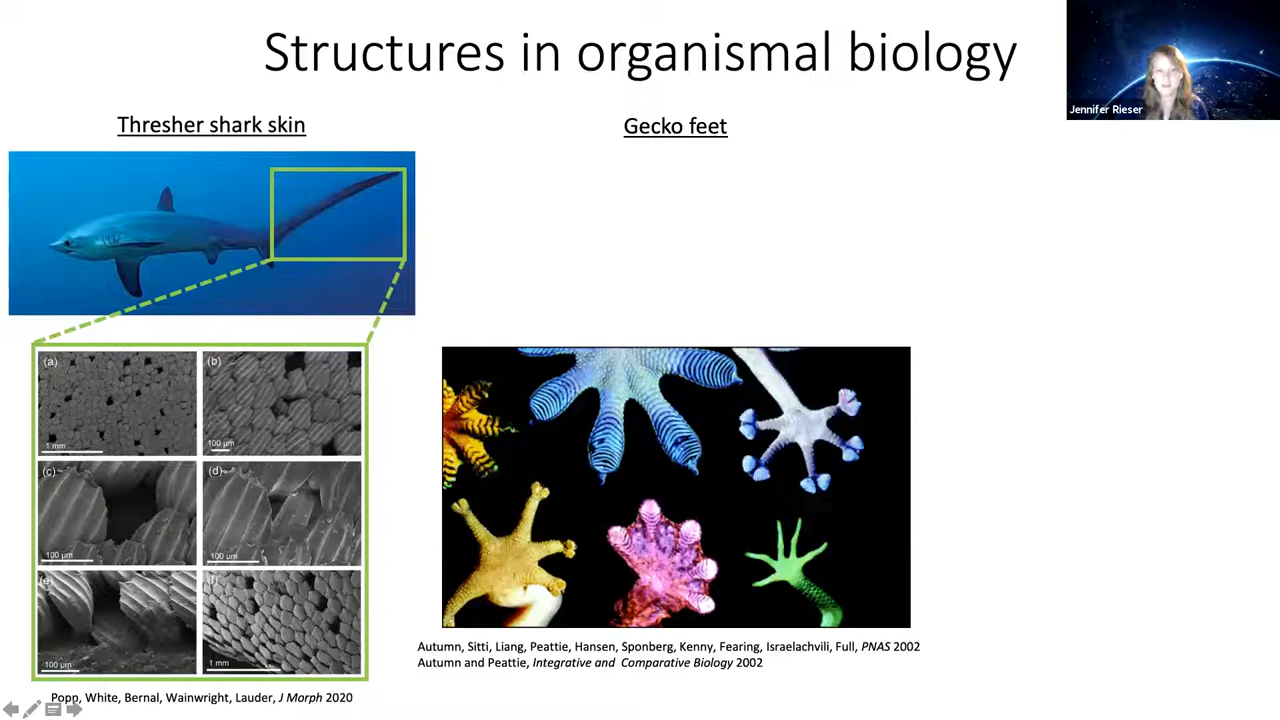 Structures in organismal biology
Jennifer Rieser
Thresher shark skin
Gecko feet
(a)
1 mm
(b)
100 µm
(c)
100 µm
(d)
100 µm
(e)
100 µm
(f)
1 mm
Autumn, Sitti, Liang, Peattie, Hansen, Sponberg, Kenny, Fearing, Israelachvili, Full, PNAS 2002
Autumn and Peattie, Integrative and Comparative Biology 2002
Popp, White, Bernal, Wainwright, Lauder, J Morph 2020